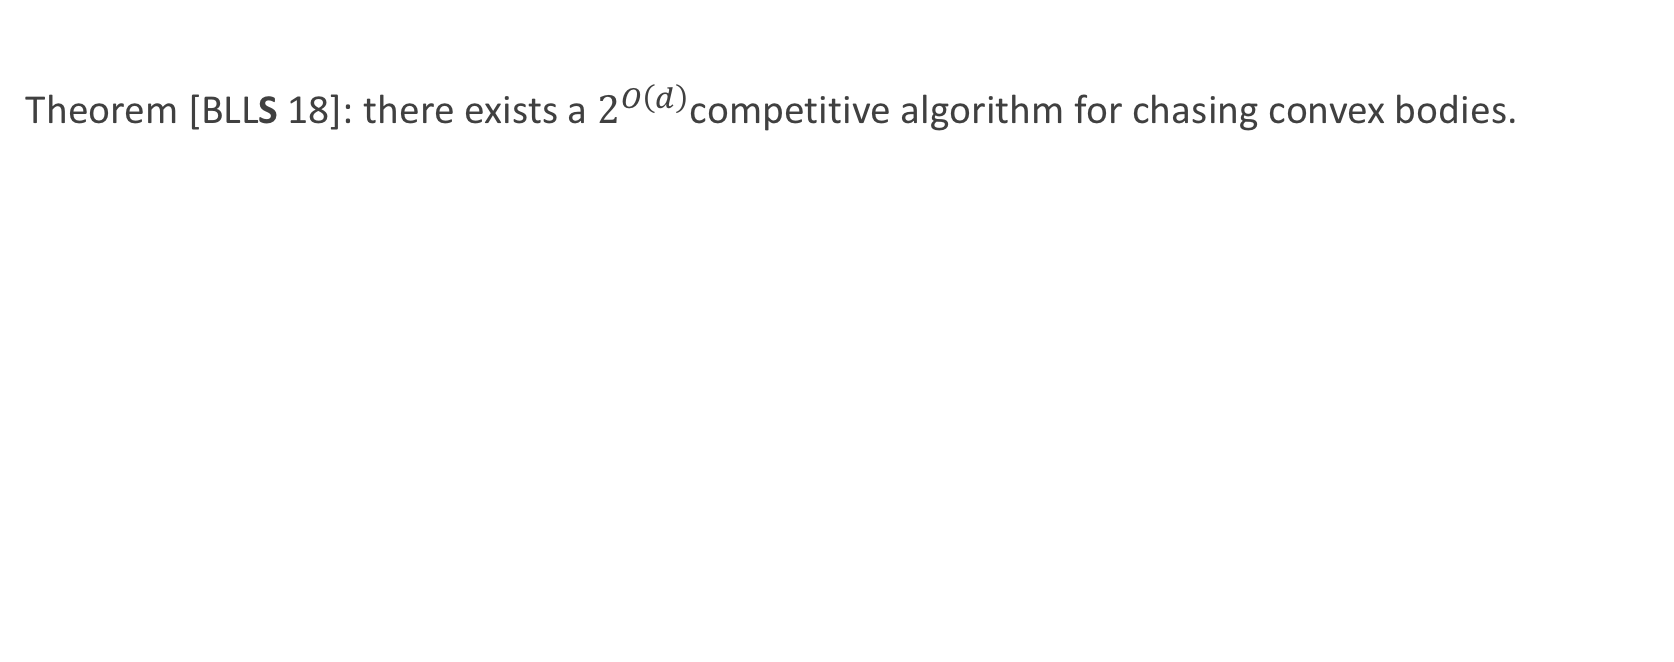 Theorem [BLLS 18]: there exists a 2^{O(d)} competitive algorithm for chasing convex bodies.